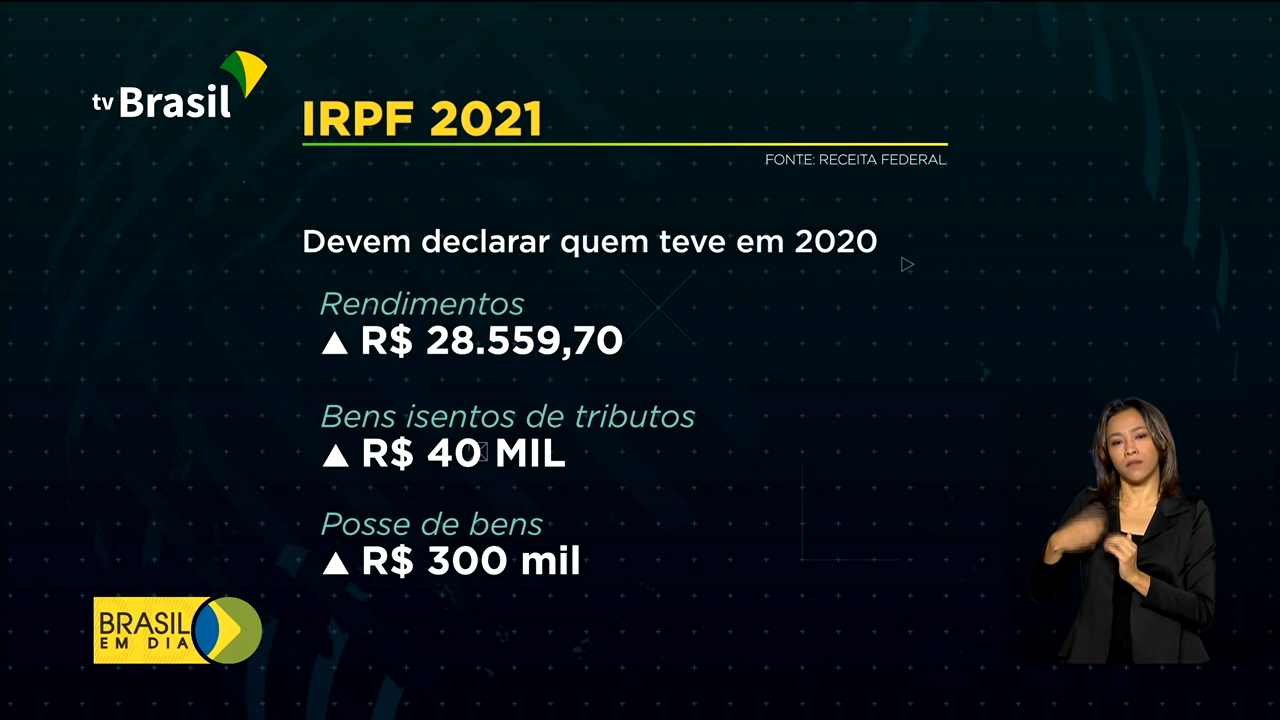 tv Brasil
IRPF 2021
FONTE: RECEITA FEDERAL
Devem declarar quem teve em 2020
Rendimentos
▲ R$ 28.559,70
Bens isentos de tributos
▲ R$ 40 MIL
Posse de bens
▲ R$ 300 mil
BRASIL
EM DIA